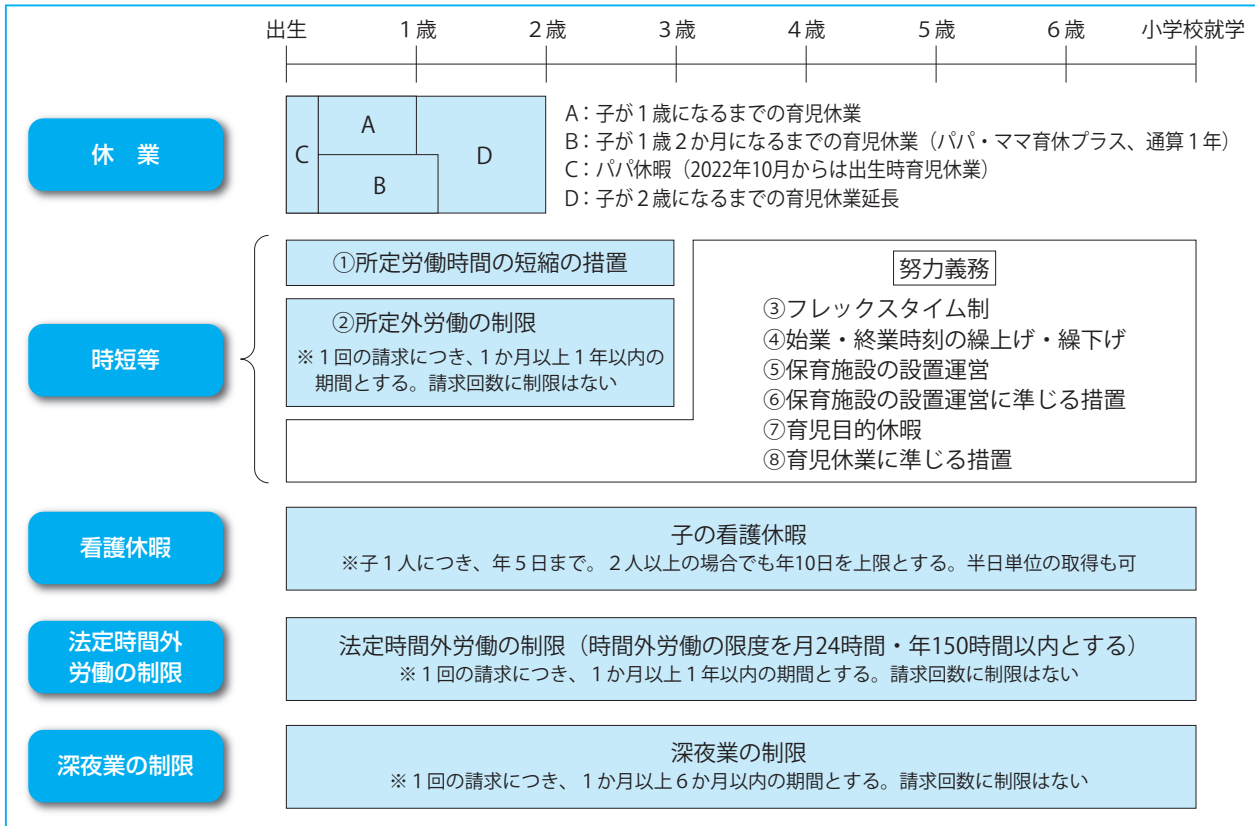 出生 1歳 2歳 3歳 4歳 5歳 6歳 小学校就学
休 業
A
B
C
D
A：子が1歳になるまでの育児休業
B：子が1歳2か月になるまでの育児休業（パパ・ママ育休プラス、通算1年）
C：パパ休暇（2022年10月からは出生時育児休業）
D：子が2歳になるまでの育児休業延長
時短等
①所定労働時間の短縮の措置
②所定外労働の制限
※1回の請求につき、1か月以上1年以内の
期間とする。請求回数に制限はない
努力義務
③フレックスタイム制
④始業・終業時刻の繰上げ・繰下げ
⑤保育施設の設置運営
⑥保育施設の設置運営に準じる措置
⑦育児目的休暇
⑧育児休業に準じる措置
看護休暇
子の看護休暇
※子1人につき、年5日まで。2人以上の場合でも年10日を上限とする。半日単位の取得も可
法定時間外
労働の制限
法定時間外労働の制限（時間外労働の限度を月24時間・年150時間以内とする）
※1回の請求につき、1か月以上1年以内の期間とする。請求回数に制限はない
深夜業の制限
深夜業の制限
※1回の請求につき、1か月以上6か月以内の期間とする。請求回数に制限はない